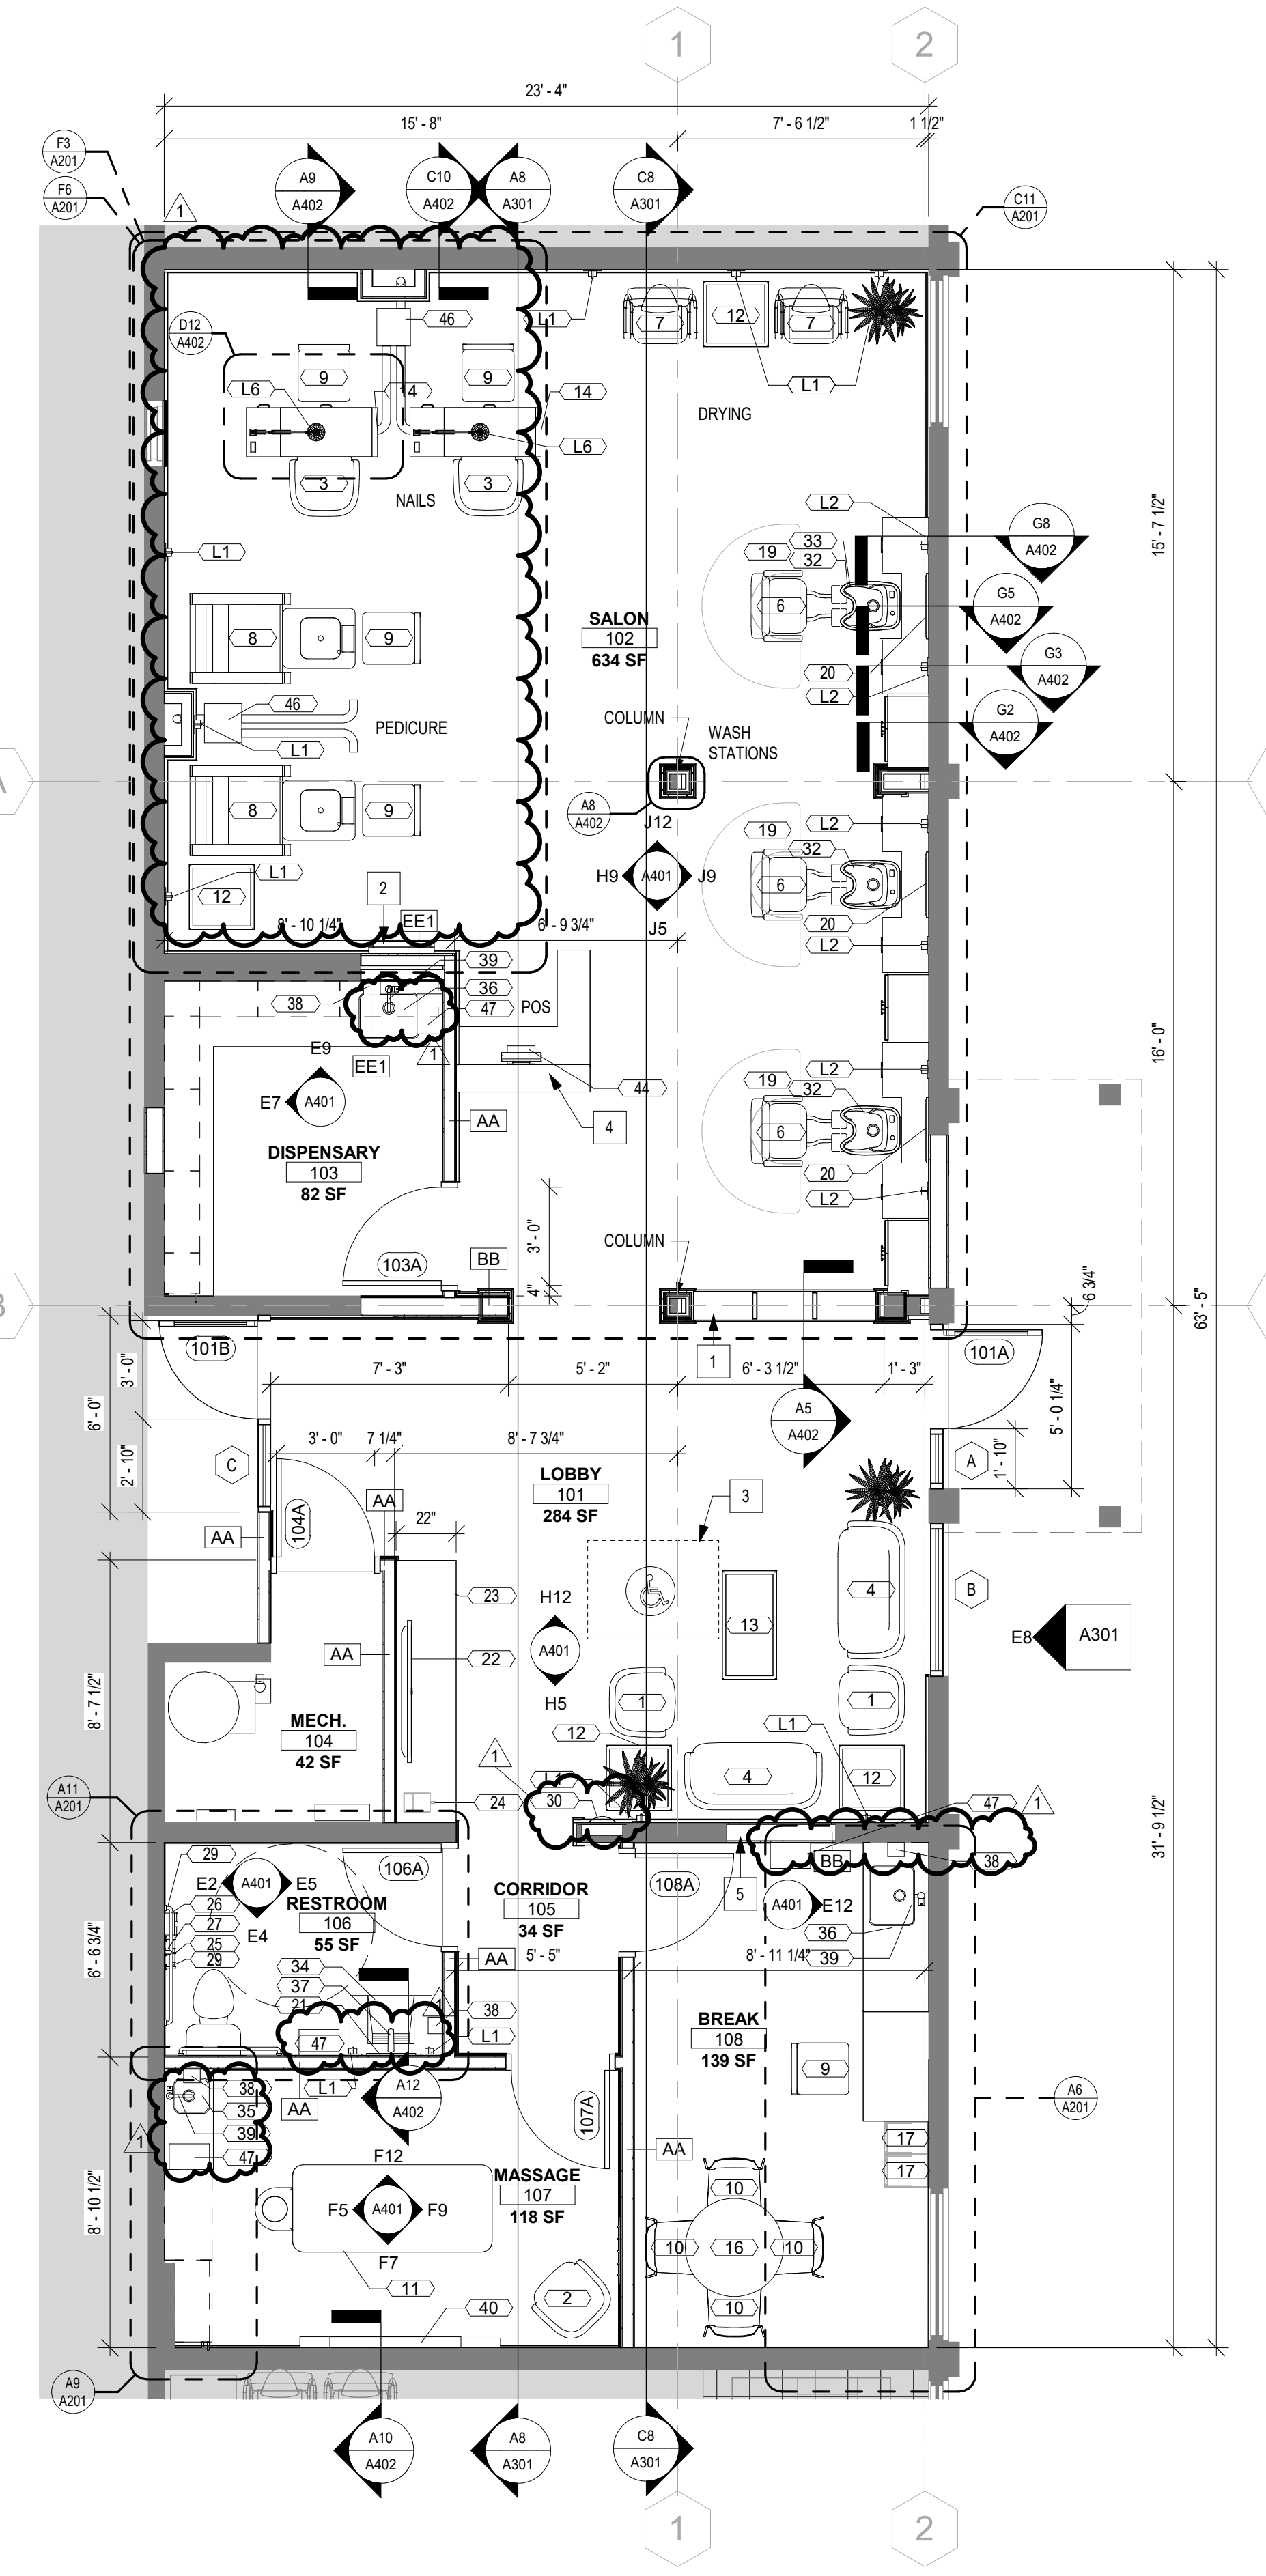 1
2
23' - 4"
15' - 8"
7' - 6 1/2"
1 1/2"
F3
A201
F6
A201
1
A9
A402
C10
A402
A8
A301
C8
A301
C11
A201
D12
A402
46
L1
7
12
7
9
9
L6
14
14
L1
DRYING
L6
3
3
NAILS
L2
G8
A402
15' - 7 1/2"
L1
33
19
32
G5
A402
8
9
6
SALON
102
634 SF
G3
A402
20
L2
46
PEDICURE
COLUMN
WASH
STATIONS
G2
A402
L1
A
8
9
A8
A402
J12
19
L2
32
L1
12
2
H9
A401
J9
6
EE1
8' - 10 1/4"
6' - 9 3/4"
J5
20
L2
39
36
38
47
POS
E9
1
EE1
16' - 0"
44
19
L2
32
E7
A401
AA
4
6
DISPENSARY
103
82 SF
20
L2
3' - 0"
COLUMN
103A
BB
4"
6 3/4"
63' - 5"
B
101B
1
101A
3' - 0"
7' - 3"
5' - 2"
6' - 3 1/2"
1' - 3"
6' - 0"
5' - 0 1/4"
A5
A402
3' - 0"
7 1/4"
8' - 7 3/4"
2' - 10"
C
A
1' - 10"
LOBBY
101
284 SF
3
AA
104A
AA
22"
23
H12
4
B
13
A401
E8
A301
AA
22
8' - 7 1/2"
H5
1
1
MECH.
104
42 SF
12
L1
1
A11
A201
L1
4
12
24
30
47
1
BB
38
29
106A
108A
5
31' - 9 1/2"
E2
A401
E5
CORRIDOR
105
34 SF
A401
E12
26
RESTROOM
106
55 SF
27
E4
36
25
6' - 6 3/4"
29
AA
5' - 5"
8' - 11 1/4"
39
34
37
21
38
BREAK
108
139 SF
47
L1
38
L1
A12
A402
9
A6
A201
35
AA
39
107A
1
47
AA
17
F12
17
MASSAGE
107
118 SF
10
F5
A401
F9
8' - 10 1/2"
10
16
10
F7
11
2
40
10
A9
A201
A10
A402
A8
A301
C8
A301
1
2